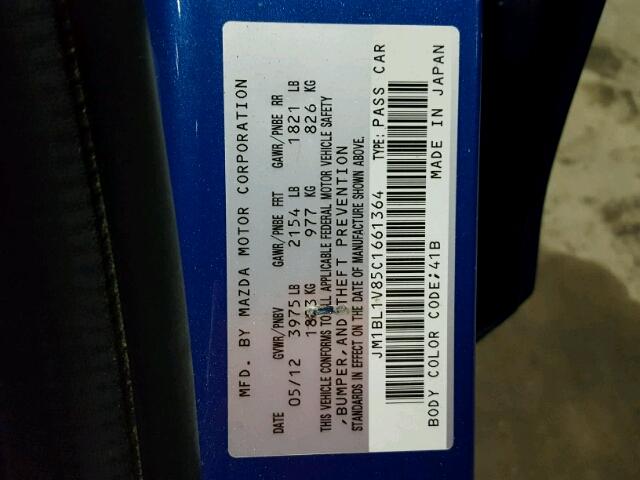 MFD. BY MAZDA MOTOR CORPORATION
GVWR/PNBV GAWR/PNBE FRT GAWR/PNBE RR
DATE 05/12 3975 LB 2154 LB 1821 LB
KG 977 KG 826 KG
THIS VEHICLE CONFORMS TO ALL APPLICABLE FEDERAL MOTOR VEHICLE SAFETY
,BUMPER, AND THEFT PREVENTION
STANDARDS IN EFFECT ON THE DATE OF MANUFACTURE SHOWN ABOVE.
JM1BL1V85C1661364 TYPE: PASS CAR
BODY COLOR CODE:41B MADE IN JAPAN